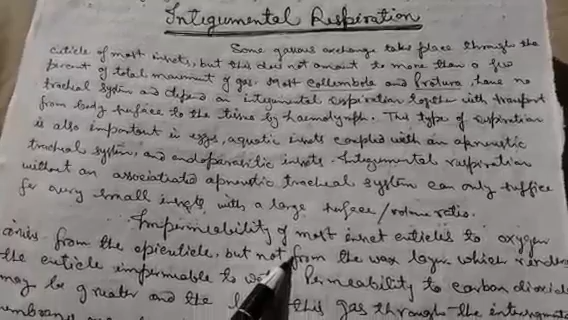 Integumental Respiration
Some gaseous exchange take place through the
cuticle of most insects, but this does not amount to more than a few
percent of total movement of gas. Most collembola and Protura, have no
tracheal system and depend on integumental respiration together with transport
from body surface to the tissue by haemolymph. This type of respiration
is also important in eggs, aquatic insects coupled with an apneustic
tracheal system, and endoparasitic insects. Integumental respiration
without an associated apneustic tracheal system can only suffice
for very small insects with a large surface/volume ratio.
Impermeability of most insect cuticles to oxygen
from the epicuticle, but not from the wax layer which renders
the cuticle impermeable to Permeability to carbon dioxide
may be greater and the this gas through the